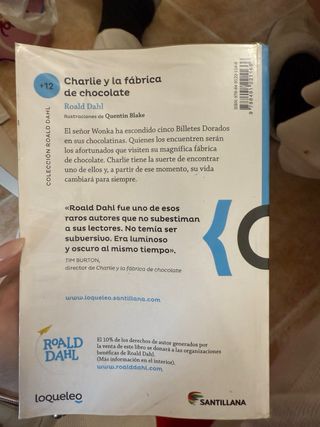 +12
COLECCIÓN ROALD DAHL
Charlie y la fábrica
de chocolate
Roald Dahl
Ilustraciones de Quentin Blake
El señor Wonka ha escondido cinco Billetes Dorados
en sus chocolatinas. Quienes los encuentren serán
los afortunados que visiten su magnífica fábrica
de chocolate. Charlie tiene la suerte de encontrar
uno de ellos y, a partir de ese momento, su vida
cambiará para siempre.
«Roald Dahl fue uno de esos
raros autores que no subestiman
a sus lectores. No temía ser
subversivo. Era luminoso
y oscuro al mismo tiempo».
TIM BURTON,
director de Charlie y la fábrica de chocolate
www.loqueleo.santillana.com
ROALD
DAHL
El 10% de los derechos de autor generados por
la venta de este libro se donará a las organizaciones
benéficas de Roald Dahl.
(Más información en el interior).
www.roalddahl.com
loqueleo
SANTILLANA